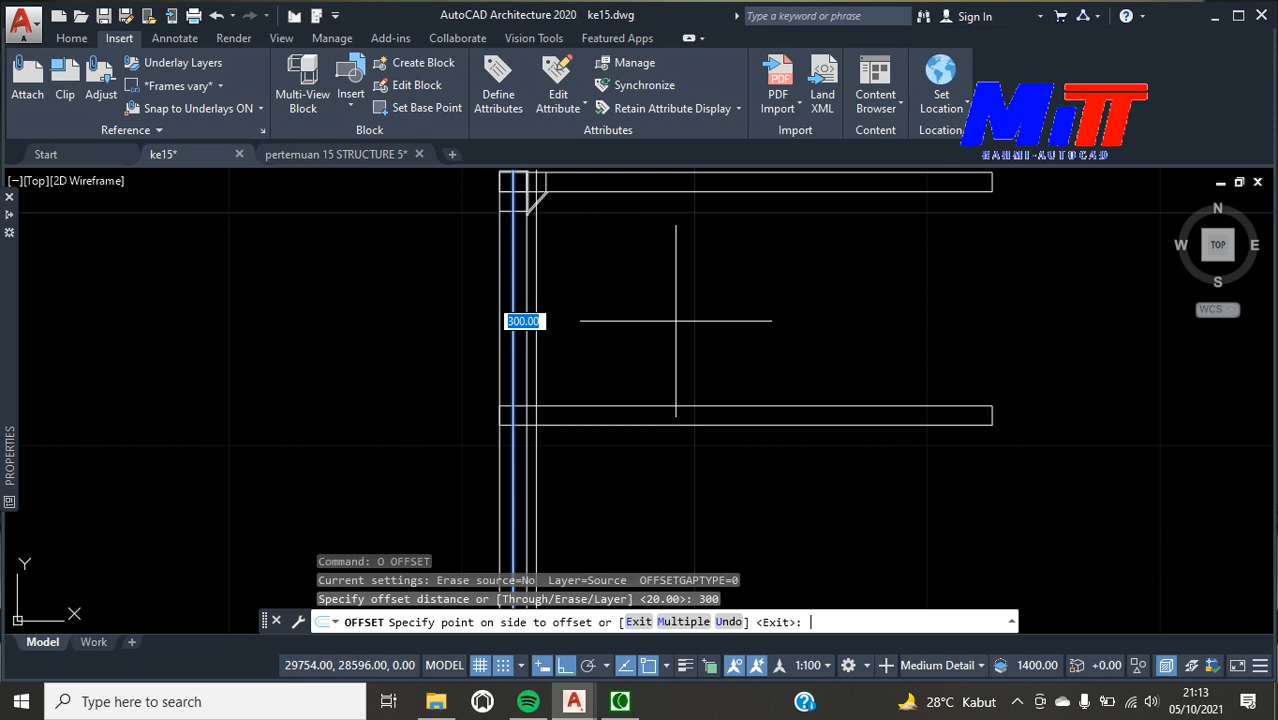 AutoCAD Architecture 2020 ke15.dwg
Type a keyword or phrase
Sign In
Home Insert Annotate Render View Manage Add-ins Collaborate Vision Tools Featured Apps
Attach
Clip
Adjust
Underlay Layers
*Frames vary*
Snap to Underlays ON
Reference
Multi-View
Block
Insert
Create Block
Edit Block
Set Base Point
Block
Define
Attributes
Edit
Attribute
Manage
Synchronize
Retain Attribute Display
Attributes
PDF
Import
Land
XML
Import
Content
Browser
Content
Set
Location
Location
MiTT
BAHMI-AUTOCAD
Start
ke15*
pertemuan 15 STRUCTURE 5*
[−][Top][2D Wireframe]
N
W
TOP
E
S
WCS
300.00
PROPERTIES
Y
X
Command: O OFFSET
Current settings: Erase source=No Layer=Source OFFSETGAPTYPE=0
Specify offset distance or [Through/Erase/Layer] <20.00>: 300
OFFSET Specify point on side to offset or [Exit Multiple Undo] <Exit>:
Model Work
29754.00, 28596.00, 0.00 MODEL
1:100
Medium Detail
1400.00
+0.00
Type here to search
28°C Kabut
21:13
05/10/2021